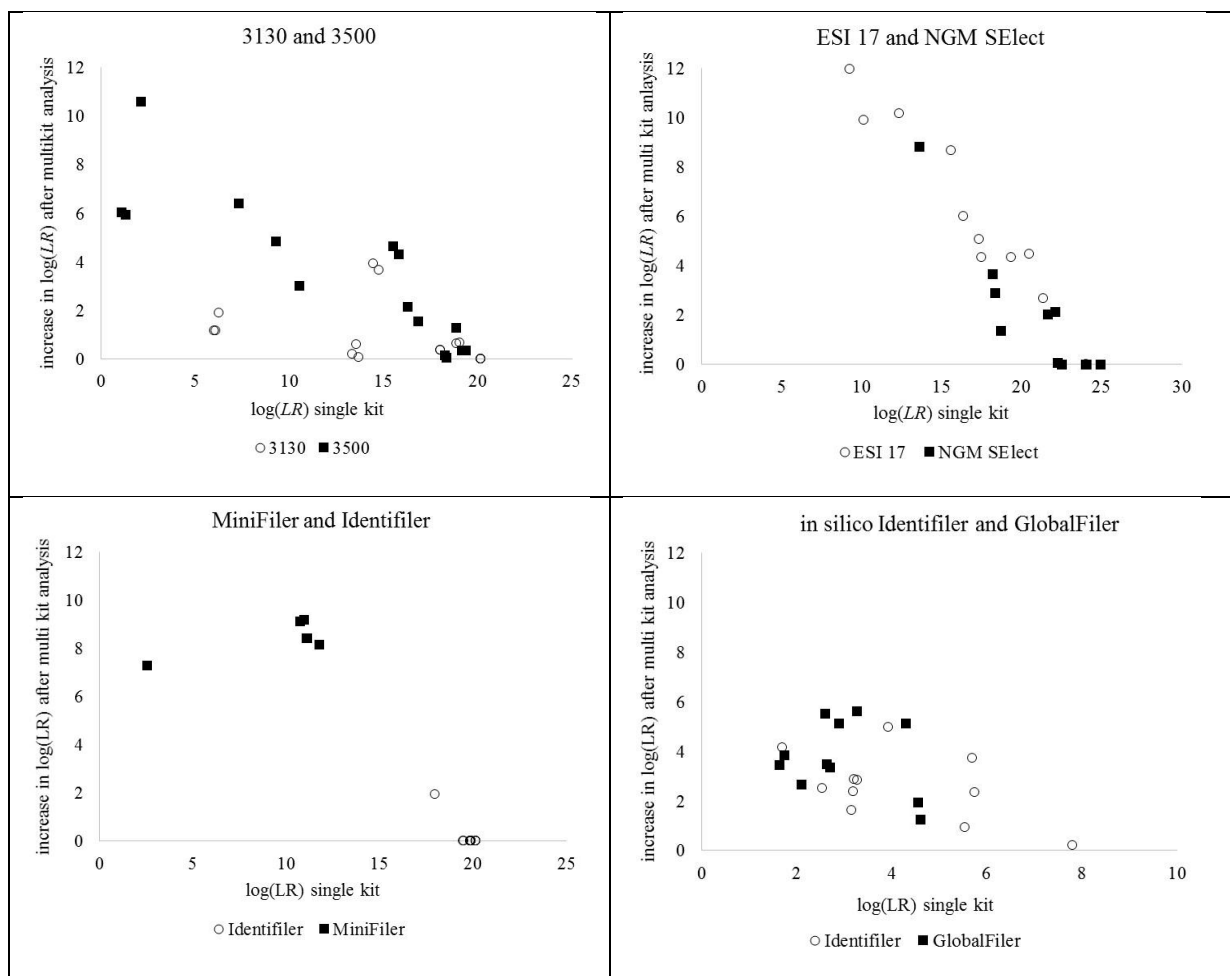 3130 and 3500
increase in log(LR) after multikit analysis
12
10
8
6
4
2
0
0 5 10 15 20 25
log(LR) single kit
3130 3500
ESI 17 and NGM SElect
increase in log(LR) after multi kit anlaysis
12
10
8
6
4
2
0
0 5 10 15 20 25 30
log(LR) single kit
ESI 17 NGM SElect
MiniFiler and Identifiler
increase in log(LR) after multi kit analysis
12
10
8
6
4
2
0
0 5 10 15 20 25
log(LR) single kit
Identifiler MiniFiler
in silico Identifiler and GlobalFiler
increase in log(LR) after multi kit analysis
12
10
8
6
4
2
0
2 4 6 8 10
log(LR) single kit
Identifiler GlobalFiler